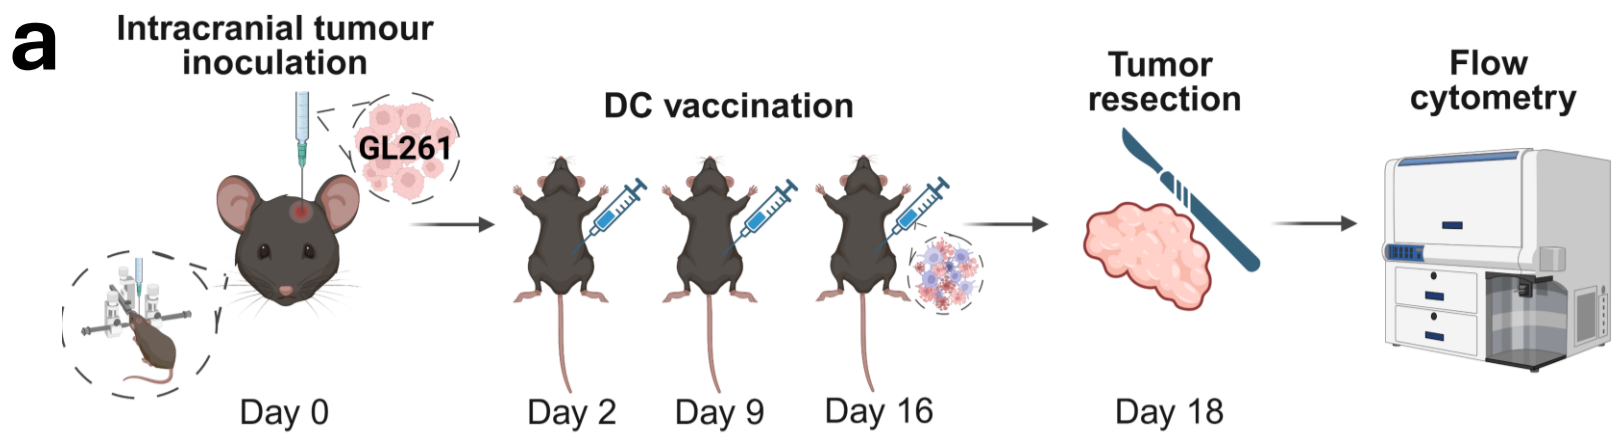 a
Intracranial tumour
inoculation
GL261
DC vaccination
Tumor
resection
Flow
cytometry
Day 0
Day 2
Day 9
Day 16
Day 18